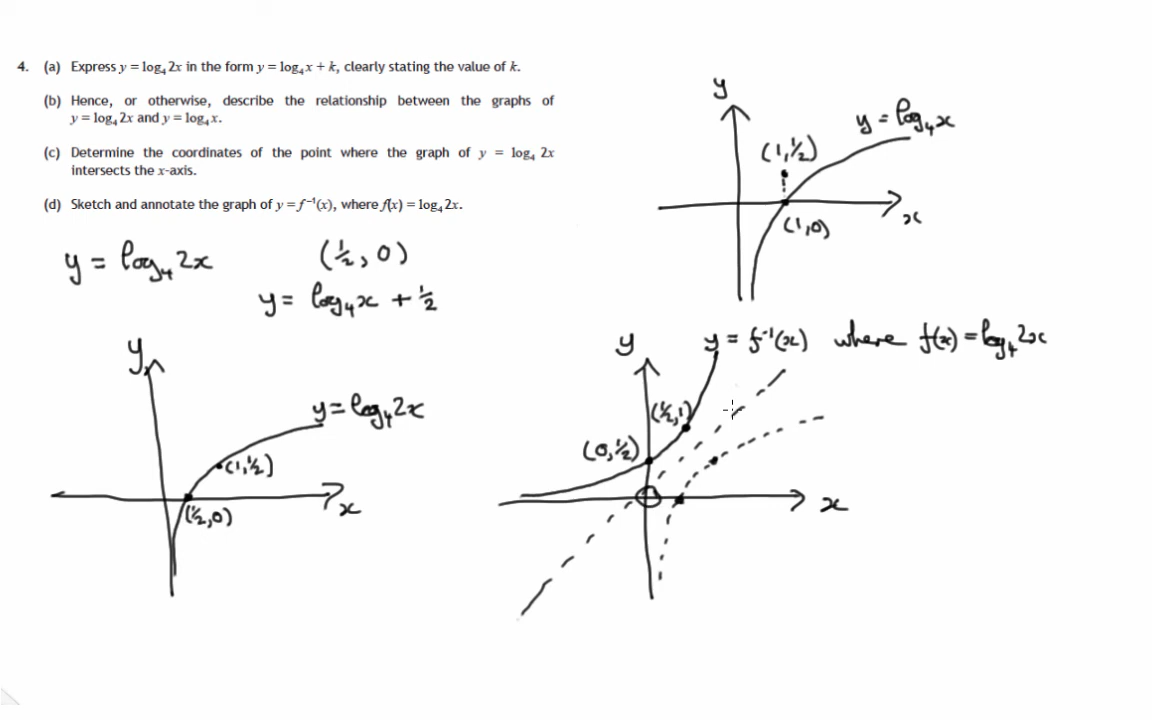 4. (a) Express y = log₄ 2x in the form y = log₄ x + k, clearly stating the value of k.
(b) Hence, or otherwise, describe the relationship between the graphs of
y = log₄ 2x and y = log₄ x.
(c) Determine the coordinates of the point where the graph of y = log₄ 2x
intersects the x-axis.
(d) Sketch and annotate the graph of y = f⁻¹(x), where f(x) = log₄ 2x.
y
y = log₄x
(1,½)
(1,0)
x
y = log₄ 2x
(½, 0)
y = log₄x + ½
y
y = log₄ 2x
(1,½)
(½,0)
x
y
y = f⁻¹(x) where f(x) = log₄ 2x
(½,1)
(0,½)
x